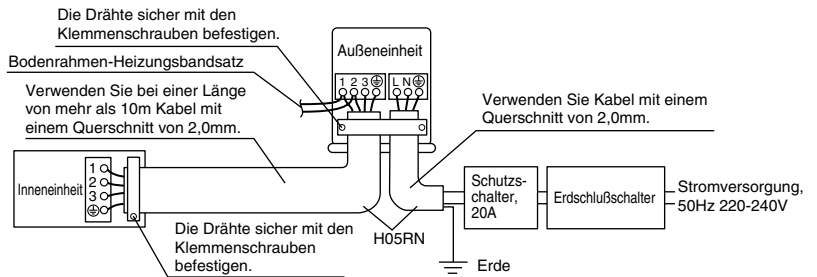 Die Drähte sicher mit den
Klemmenschrauben befestigen.
Außeneinheit
Bodenrahmen-Heizungsbandsatz
1 2 3
L N
Verwenden Sie bei einer Länge
von mehr als 10m Kabel mit
einem Querschnitt von 2,0mm.
Verwenden Sie Kabel mit einem
Querschnitt von 2,0mm.
Inneneinheit
1
2
3
Schutzs-
chalter,
20A
Erdschlußschalter
Stromversorgung,
50Hz 220-240V
Die Drähte sicher mit den
Klemmenschrauben
befestigen.
H05RN
Erde